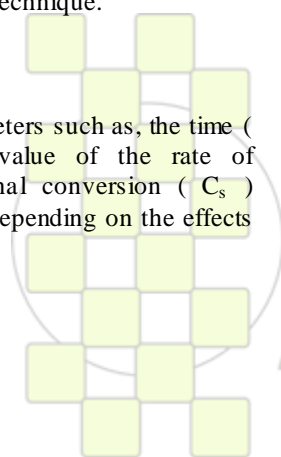 echnique.
eters such as, the time (
value of the rate of
nal conversion ( Cₛ )
epending on the effects